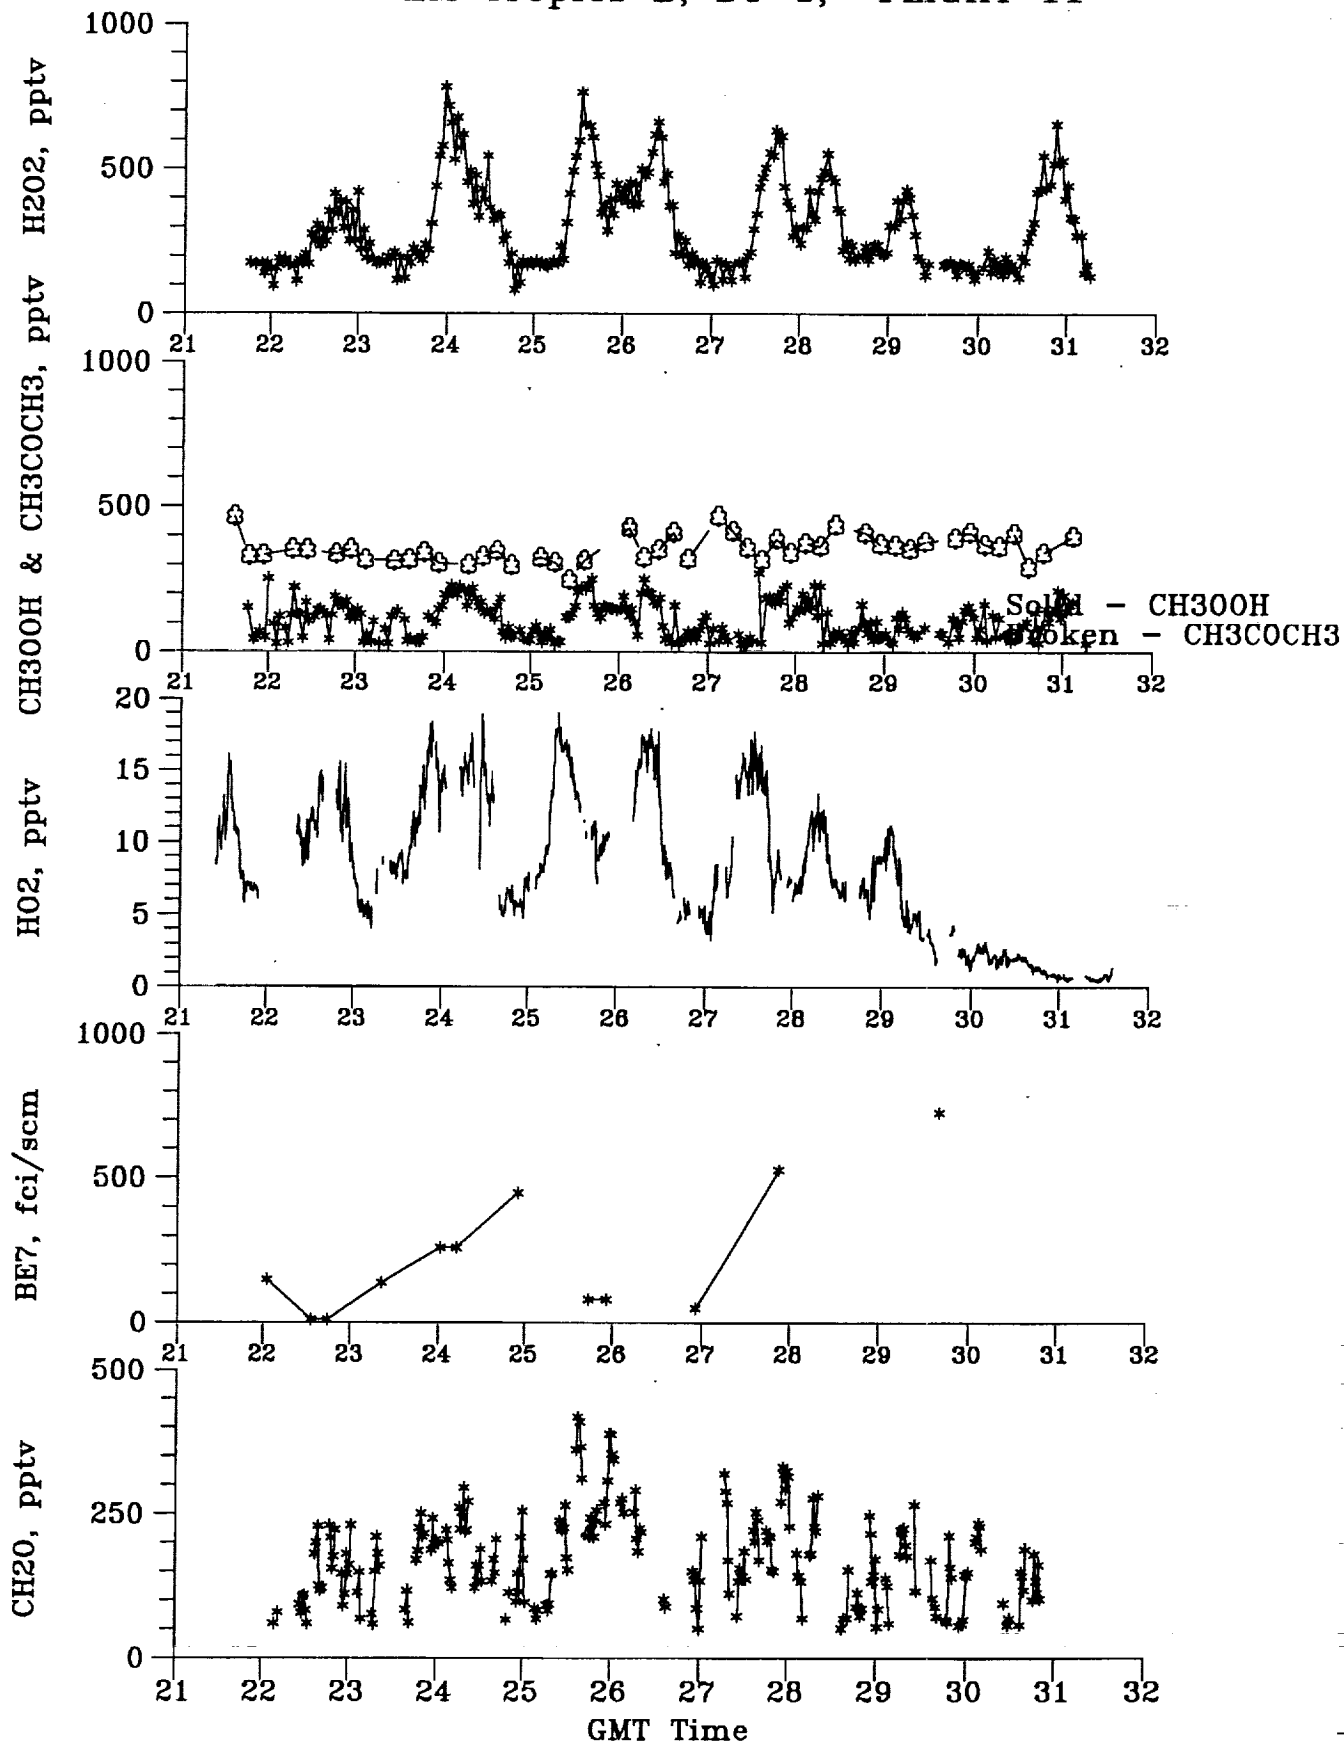 H2O2, pptv
1000
500
0
21 22 23 24 25 26 27 28 29 30 31 32
CH3OOH & CH3COCH3, pptv
1000
500
0
Solid - CH3OOH
Broken - CH3COCH3
21 22 23 24 25 26 27 28 29 30 31 32
HO2, pptv
20
15
10
5
0
21 22 23 24 25 26 27 28 29 30 31 32
BE7, fci/scm
1000
500
0
21 22 23 24 25 26 27 28 29 30 31 32
CH2O, pptv
500
250
0
21 22 23 24 25 26 27 28 29 30 31 32
GMT Time